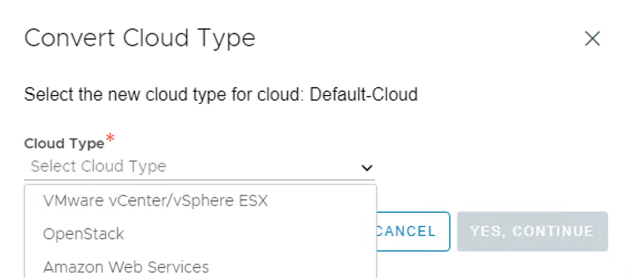 Convert Cloud Type
Select the new cloud type for cloud: Default-Cloud
Cloud Type*
Select Cloud Type
VMware vCenter/vSphere ESX
OpenStack
Amazon Web Services
CANCEL
YES, CONTINUE